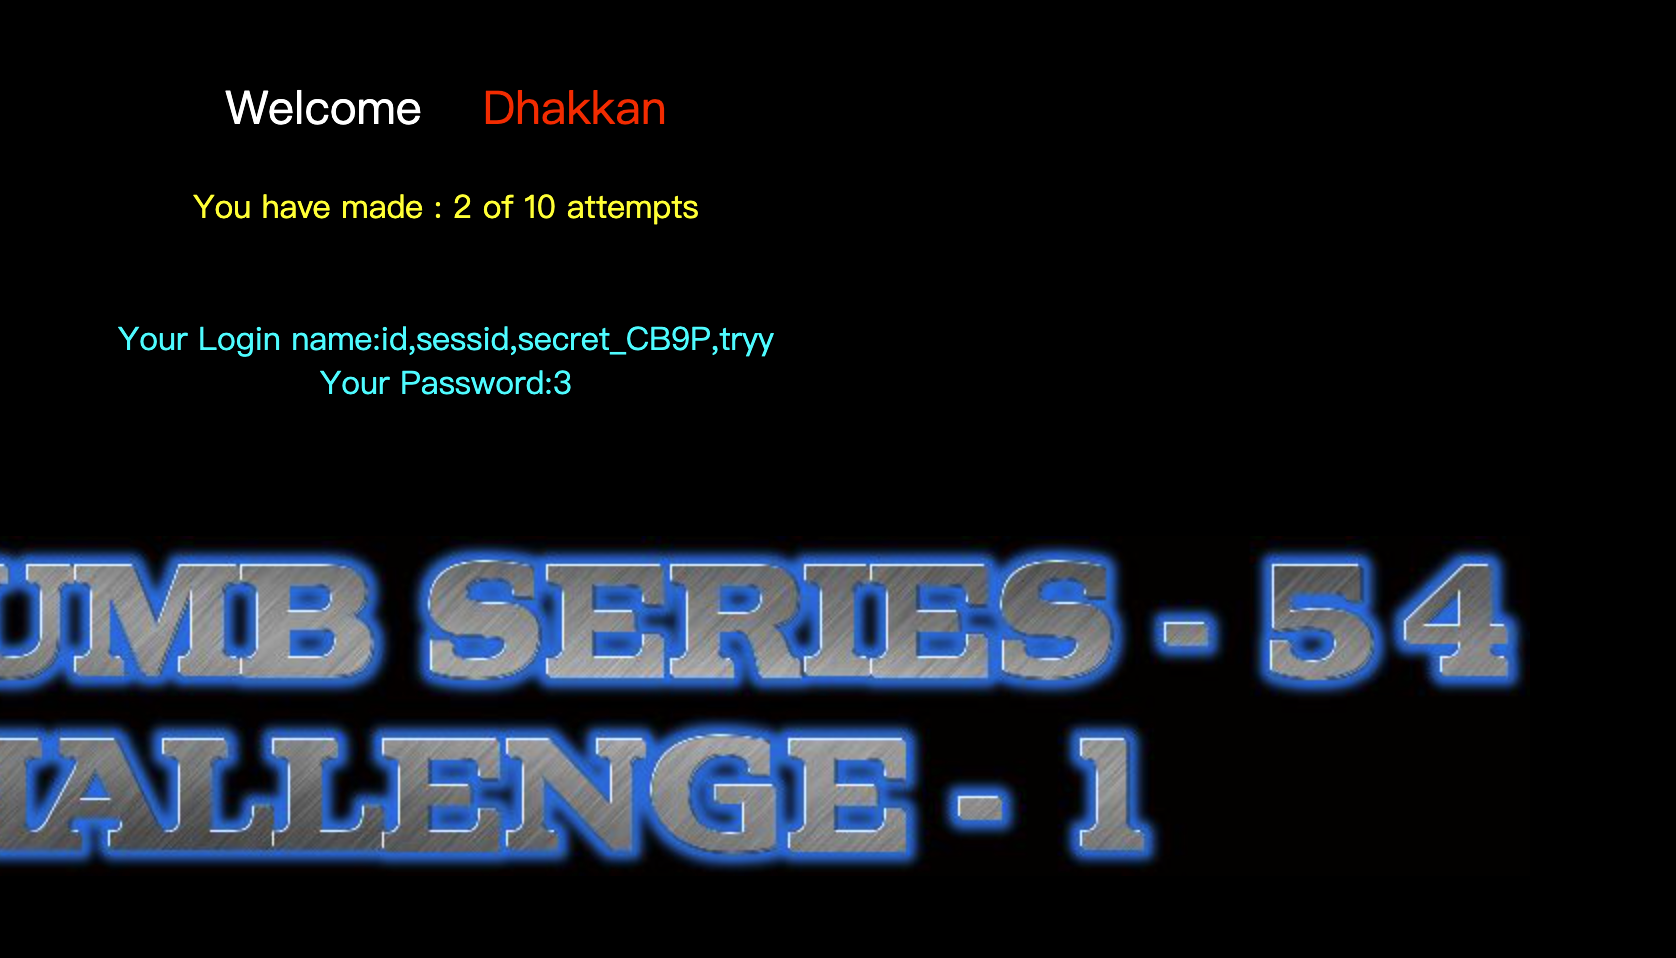 Welcome Dhakkan
You have made : 2 of 10 attempts
Your Login name:id,sessid,secret_CB9P,tryy
Your Password:3
UMB SERIES - 54
HALLENGE - 1